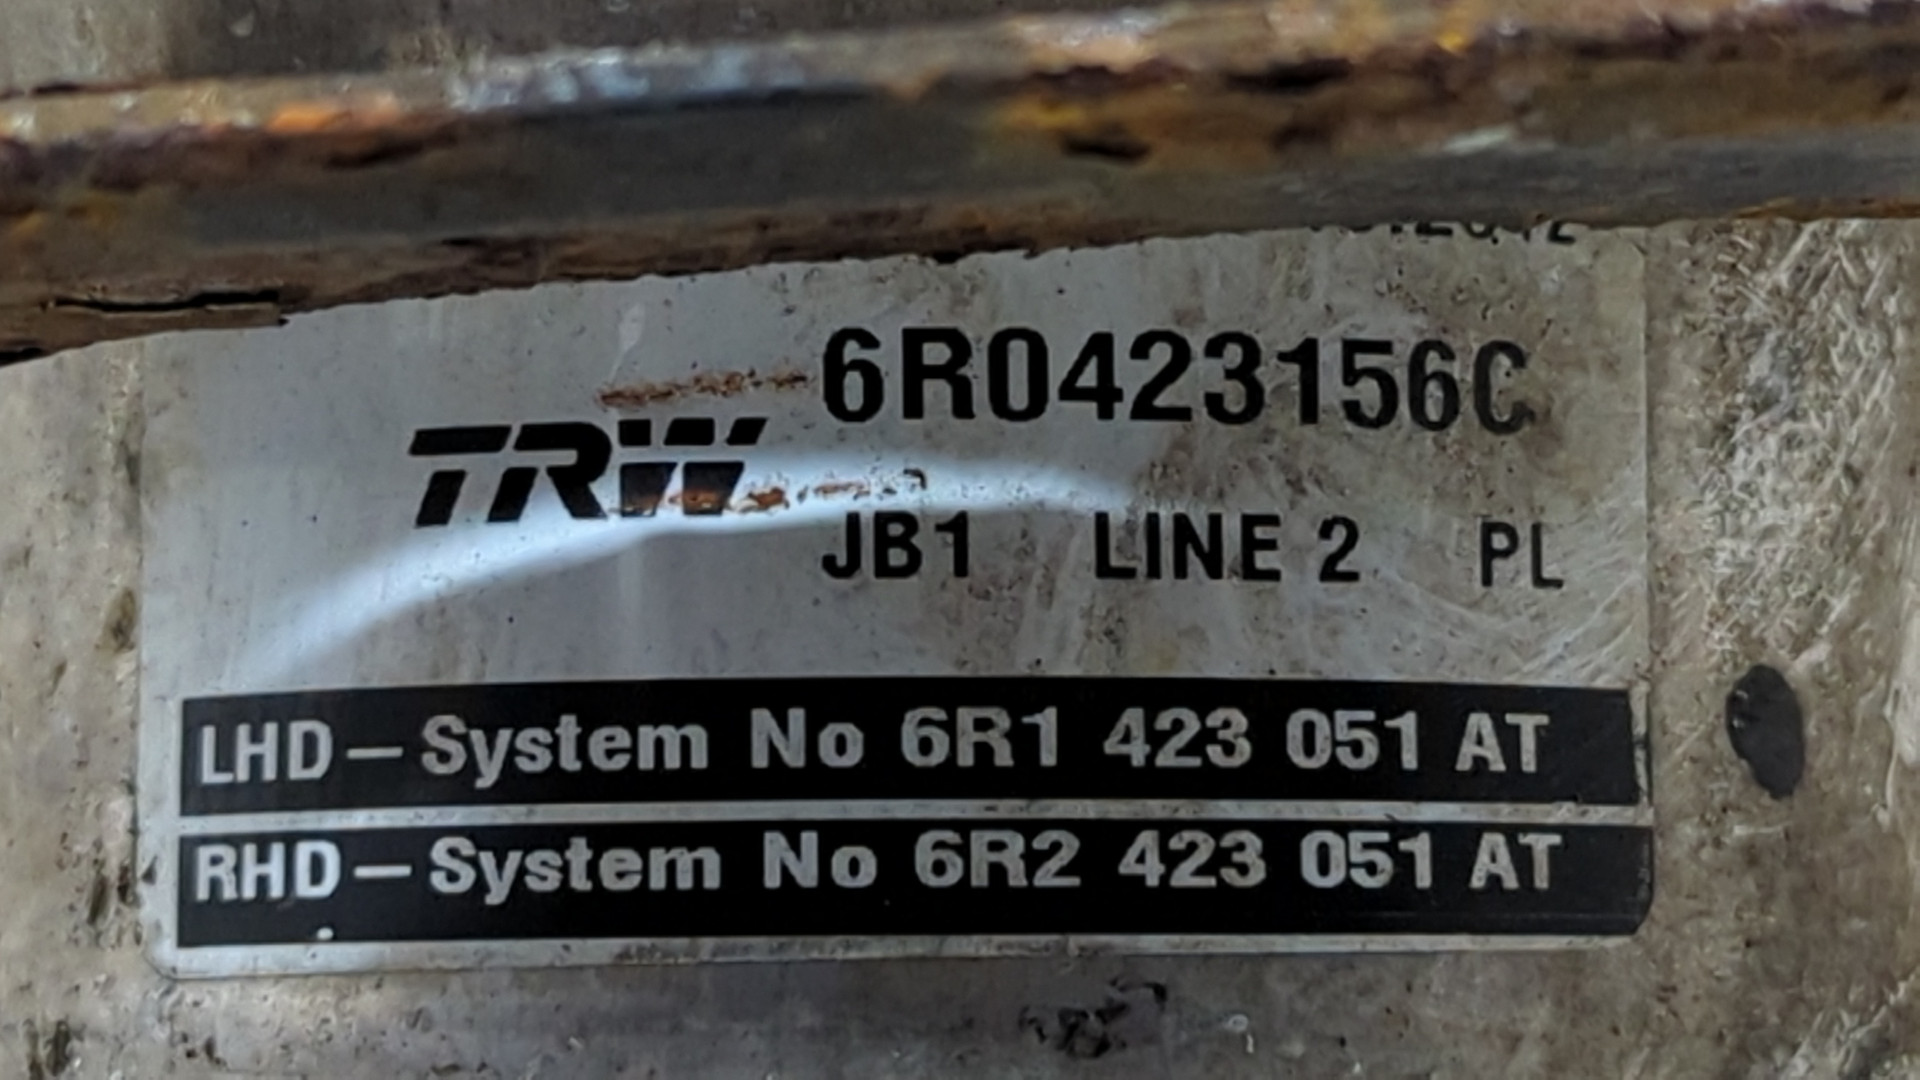 6R0423156C
TRW
JB1 LINE 2 PL
LHD – System No 6R1 423 051 AT
RHD – System No 6R2 423 051 AT